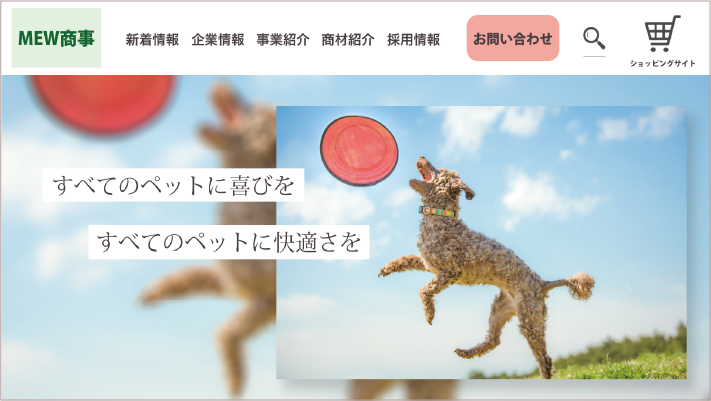 MEW商事
新着情報 企業情報 事業紹介 商材紹介 採用情報
お問い合わせ
ショッピングサイト
すべてのペットに喜びを
すべてのペットに快適さを